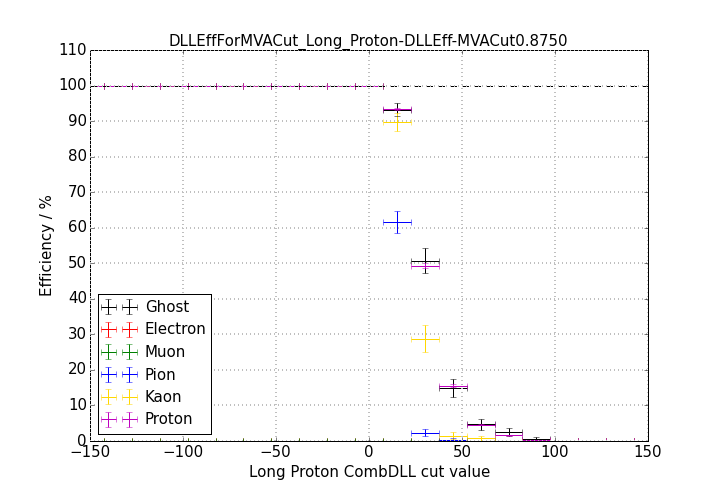 DLLEffForMVACut_Long_Proton-DLLEff-MVACut0.8750
110
100
90
80
70
60
50
40
30
20
10
0
Efficiency / %
Ghost
Electron
Muon
Pion
Kaon
Proton
−150 −100 −50 0 50 100 150
Long Proton CombDLL cut value